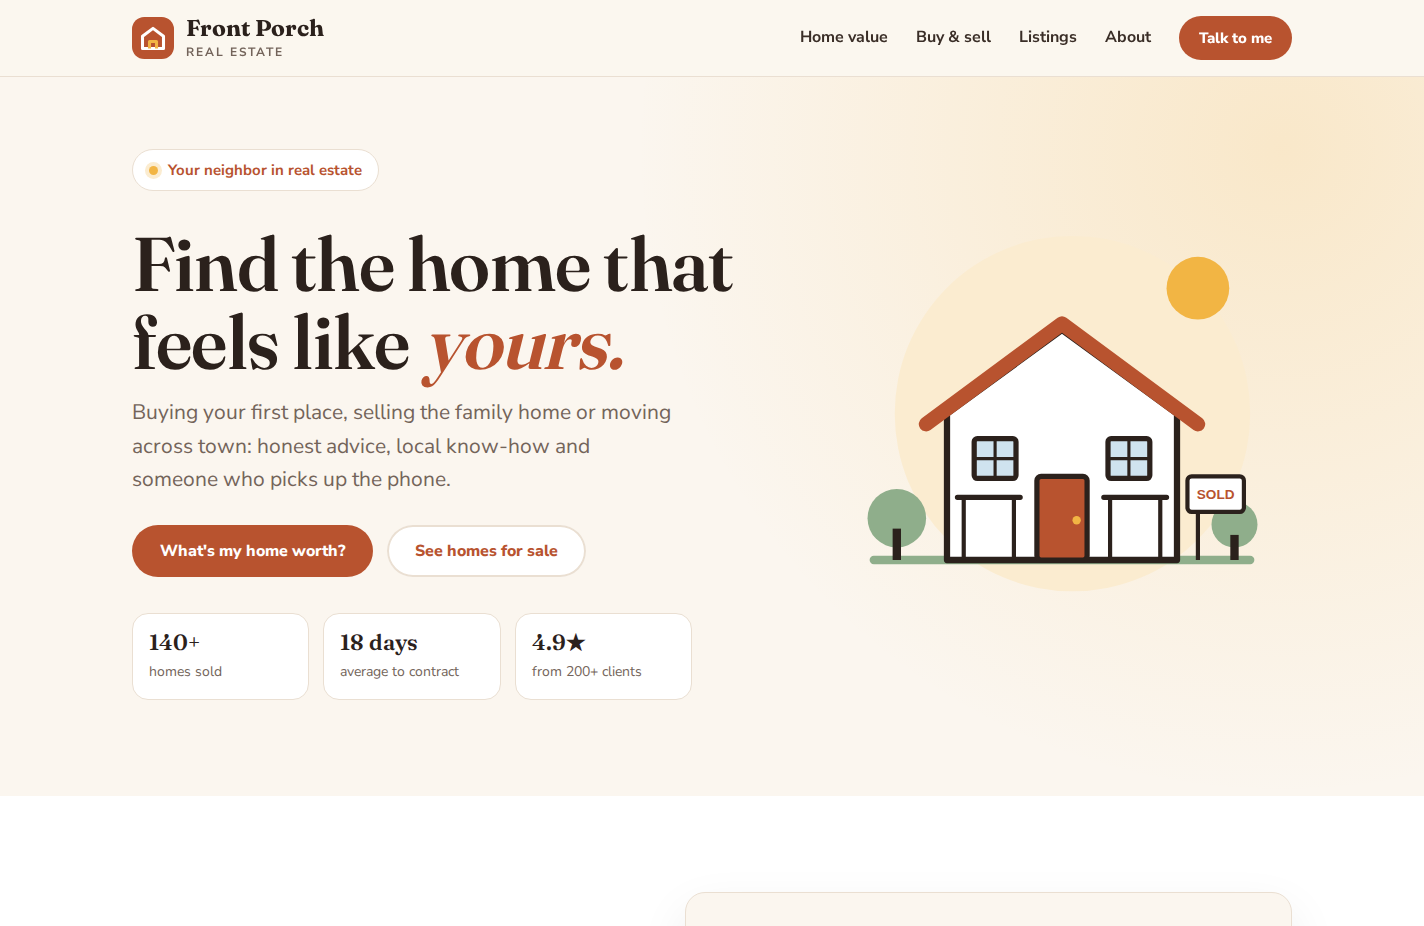 Front Porch
REAL ESTATE
Home value
Buy & sell
Listings
About
Talk to me
Your neighbor in real estate
Find the home that
feels like yours.
Buying your first place, selling the family home or moving
across town: honest advice, local know-how and
someone who picks up the phone.
What's my home worth?
See homes for sale
140+
homes sold
18 days
average to contract
4.9★
from 200+ clients
SOLD